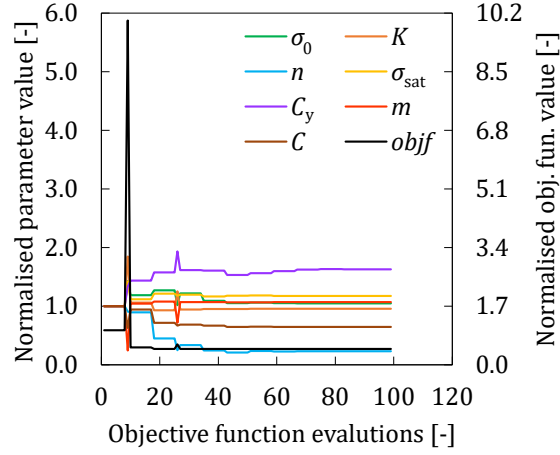 Normalised parameter value [-]
6.0
5.0
4.0
3.0
2.0
1.0
0.0
σ0
n
Cy
C
K
σsat
m
objf
10.2
8.5
6.8
5.1
3.4
1.7
0.0
Normalised obj. fun. value [-]
0 20 40 60 80 100 120
Objective function evalutions [-]